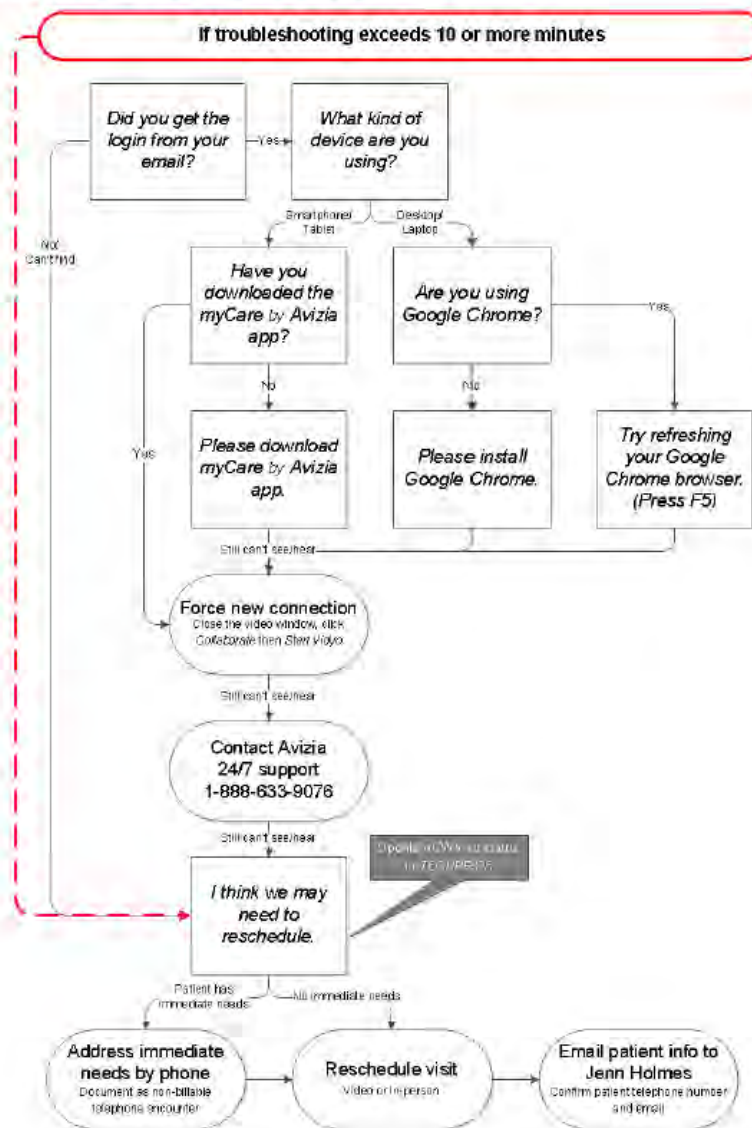 If troubleshooting exceeds 10 or more minutes
Did you get the
login from your
email?
Yes
What kind of
device are you
using?
No/
Can't find
Smartphone/
Tablet
Desktop/
Laptop
Have you
downloaded the
myCare by Avizia
app?
Are you using
Google Chrome?
Yes
No
No
Yes
Please download
myCare by Avizia
app.
Please install
Google Chrome.
Try refreshing
your Google
Chrome browser.
(Press F5)
Still can't see/hear
Force new connection
Close the video window, click
Collaborate then Start Vidyo.
Still can't see/hear
Contact Avizia
24/7 support
1-888-633-9076
Still can't see/hear
I think we may
need to
reschedule.
Patient has
immediate needs
No immediate needs
Address immediate
needs by phone
Document as non-billable
telephone encounter
Reschedule visit
Video or In-person
Email patient info to
Jenn Holmes
Confirm patient telephone number
and email